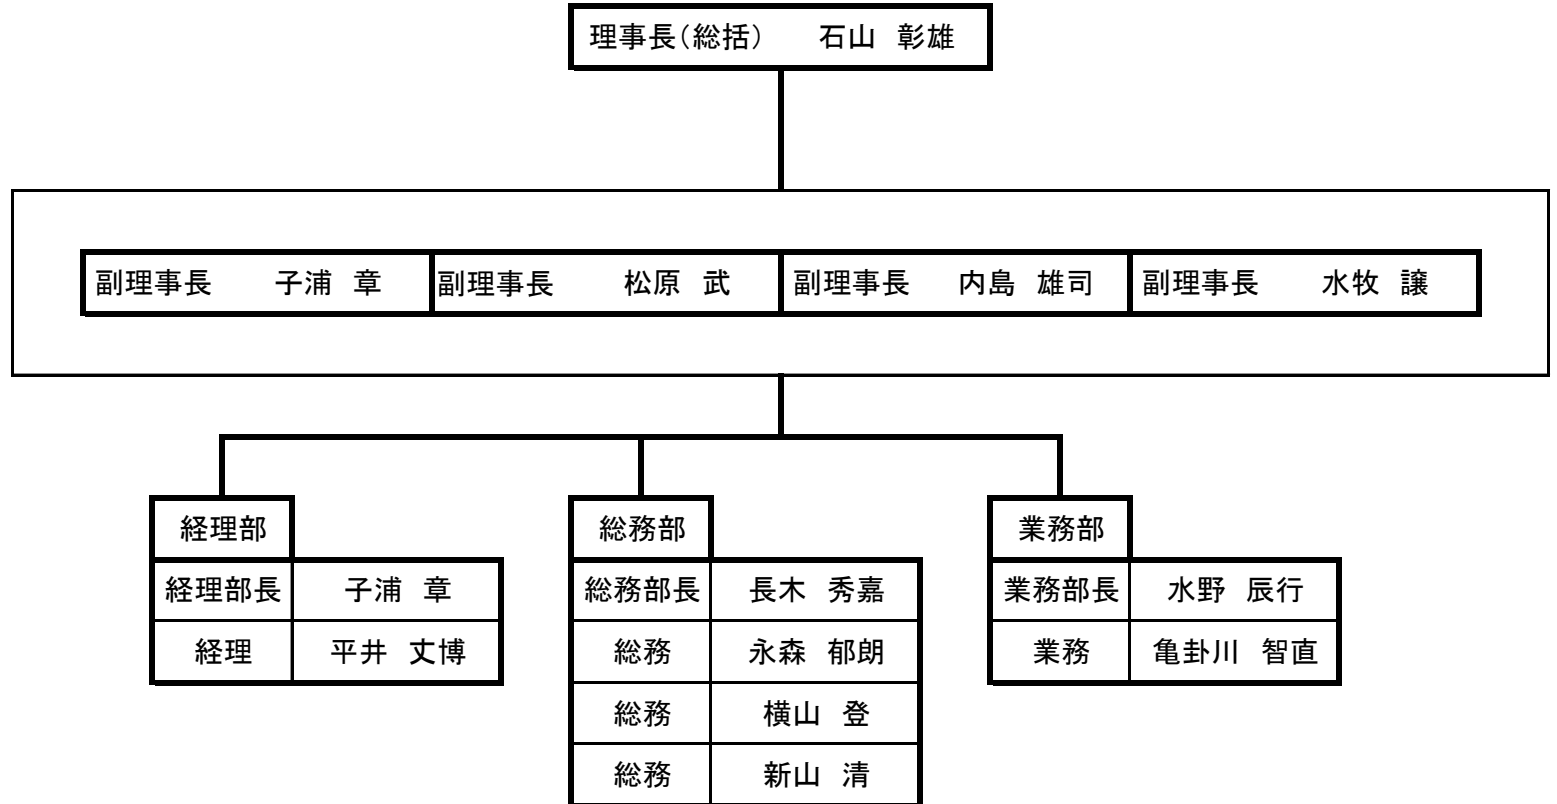 理事長（総括）　石山　彰雄
副理事長　子浦　章　副理事長　松原　武　副理事長　内島　雄司　副理事長　水牧　譲
経理部　総務部　業務部
経理部長　子浦　章　総務部長　長木　秀嘉　業務部長　水野　辰行
経理　平井　丈博　総務　永森　郁朗　業務　亀卦川　智直
総務　横山　登
総務　新山　清